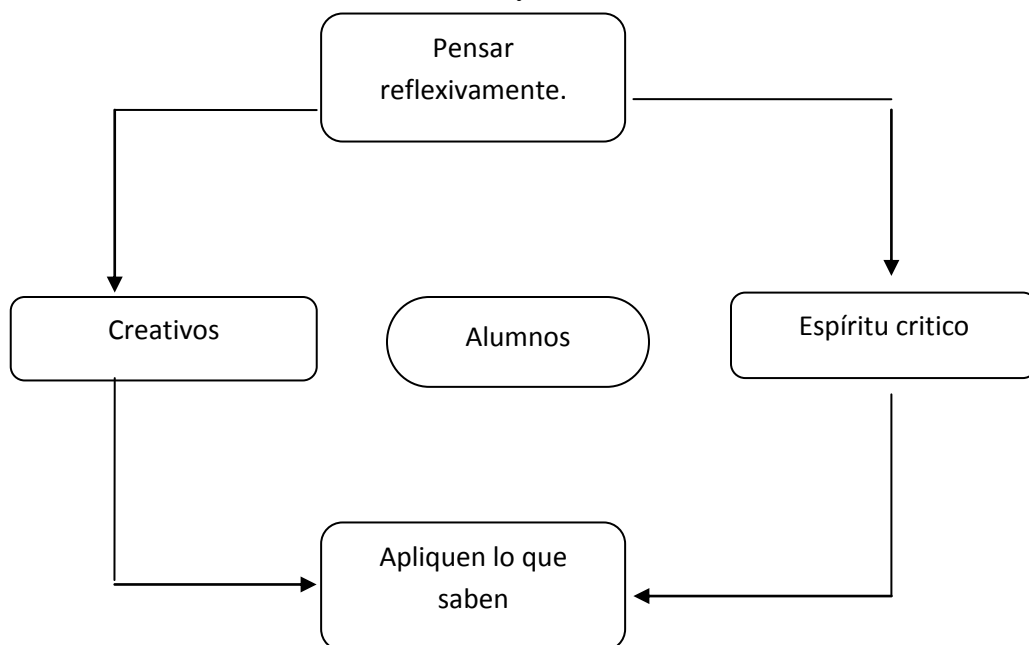 Pensar
reflexivamente.
Creativos
Alumnos
Espíritu critico
Apliquen lo que
saben